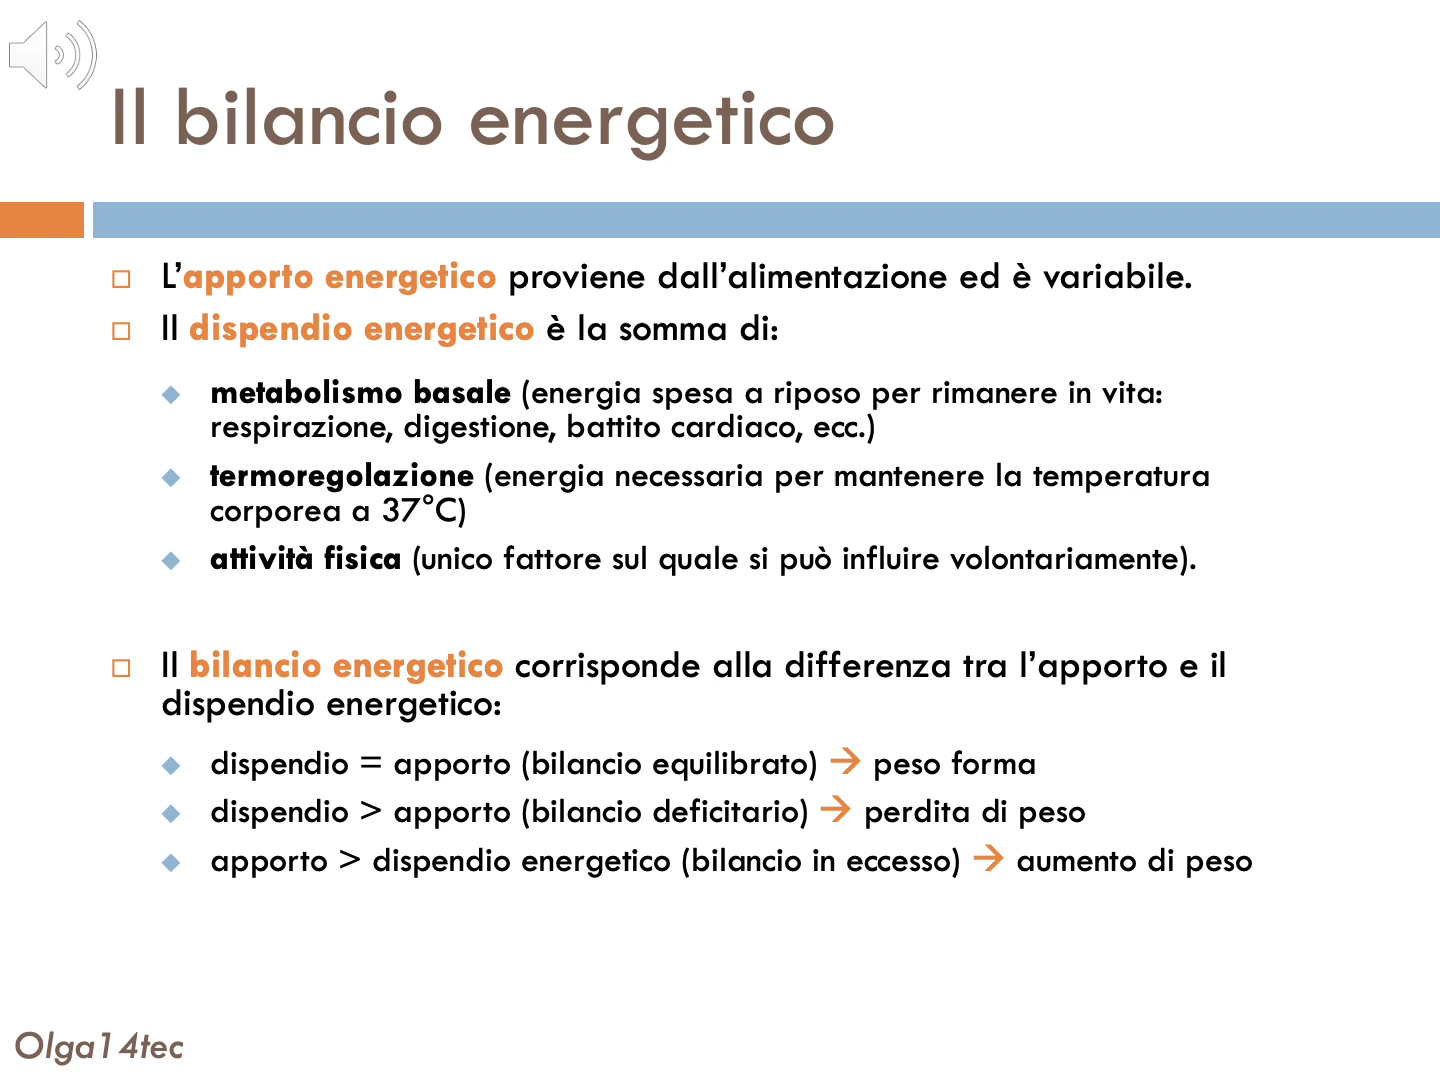 Il bilancio energetico
L’apporto energetico proviene dall’alimentazione ed è variabile.
Il dispendio energetico è la somma di:
metabolismo basale (energia spesa a riposo per rimanere in vita:
respirazione, digestione, battito cardiaco, ecc.)
termoregolazione (energia necessaria per mantenere la temperatura
corporea a 37°C)
attività fisica (unico fattore sul quale si può influire volontariamente).
Il bilancio energetico corrisponde alla differenza tra l’apporto e il
dispendio energetico:
dispendio = apporto (bilancio equilibrato) → peso forma
dispendio > apporto (bilancio deficitario) → perdita di peso
apporto > dispendio energetico (bilancio in eccesso) → aumento di peso
Olga14tec